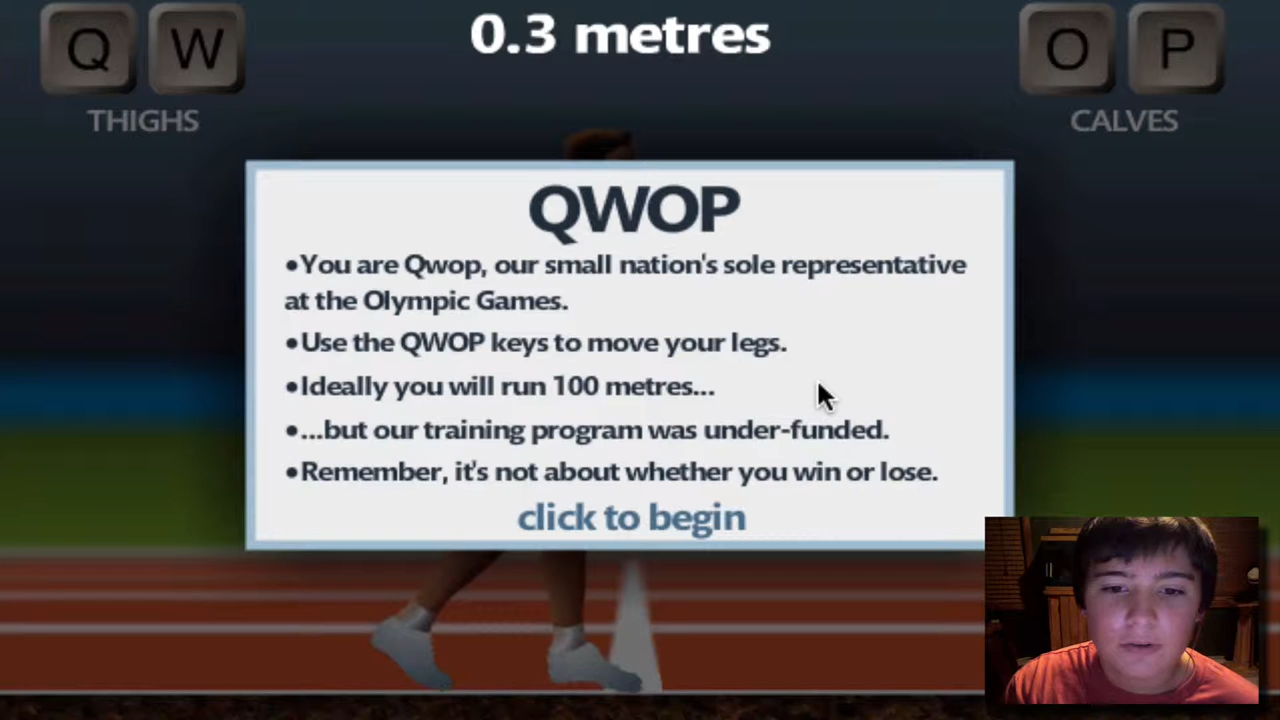 Q W
0.3 metres
O P
THIGHS
CALVES
QWOP
•You are Qwop, our small nation's sole representative
at the Olympic Games.
•Use the QWOP keys to move your legs.
•Ideally you will run 100 metres...
•...but our training program was under-funded.
•Remember, it's not about whether you win or lose.
click to begin